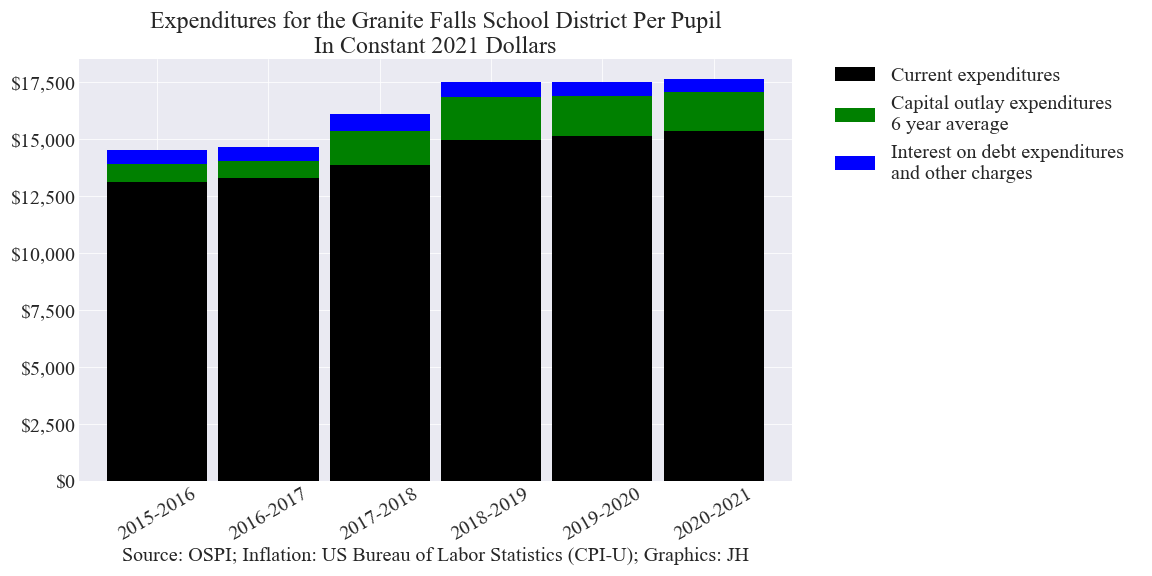 Expenditures for the Granite Falls School District Per Pupil
In Constant 2021 Dollars
$17,500
$15,000
$12,500
$10,000
$7,500
$5,000
$2,500
$0
2015-2016
2016-2017
2017-2018
2018-2019
2019-2020
2020-2021
Source: OSPI; Inflation: US Bureau of Labor Statistics (CPI-U); Graphics: JH
Current expenditures
Capital outlay expenditures
6 year average
Interest on debt expenditures
and other charges